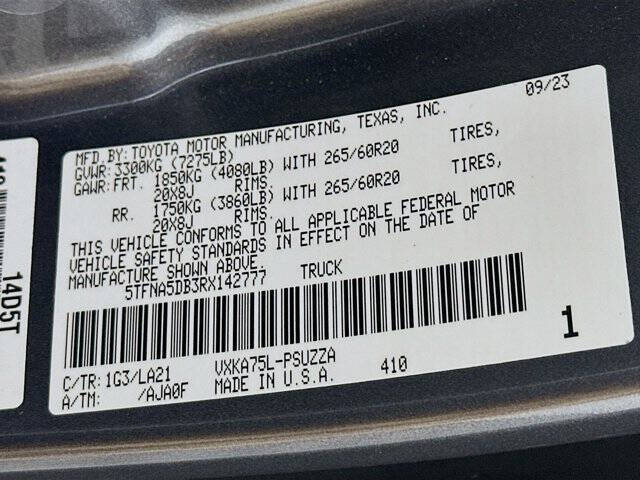 09/23
MFD.BY: TOYOTA MOTOR MANUFACTURING, TEXAS, INC.
GVWR: 3300KG (7275LB)
GAWR: FRT. 1850KG (4080LB) WITH 265/60R20 TIRES,
20X8J RIMS.
RR. 1750KG (3860LB) WITH 265/60R20 TIRES,
20X8J RIMS.
THIS VEHICLE CONFORMS TO ALL APPLICABLE FEDERAL MOTOR
VEHICLE SAFETY STANDARDS IN EFFECT ON THE DATE OF
MANUFACTURE SHOWN ABOVE.
5TFNA5DB3RX142777 TRUCK
1
C/TR: 1G3/LA21 VXKA75L-PSUZZA
A/TM: /AJA0F MADE IN U.S.A. 410
14D5T